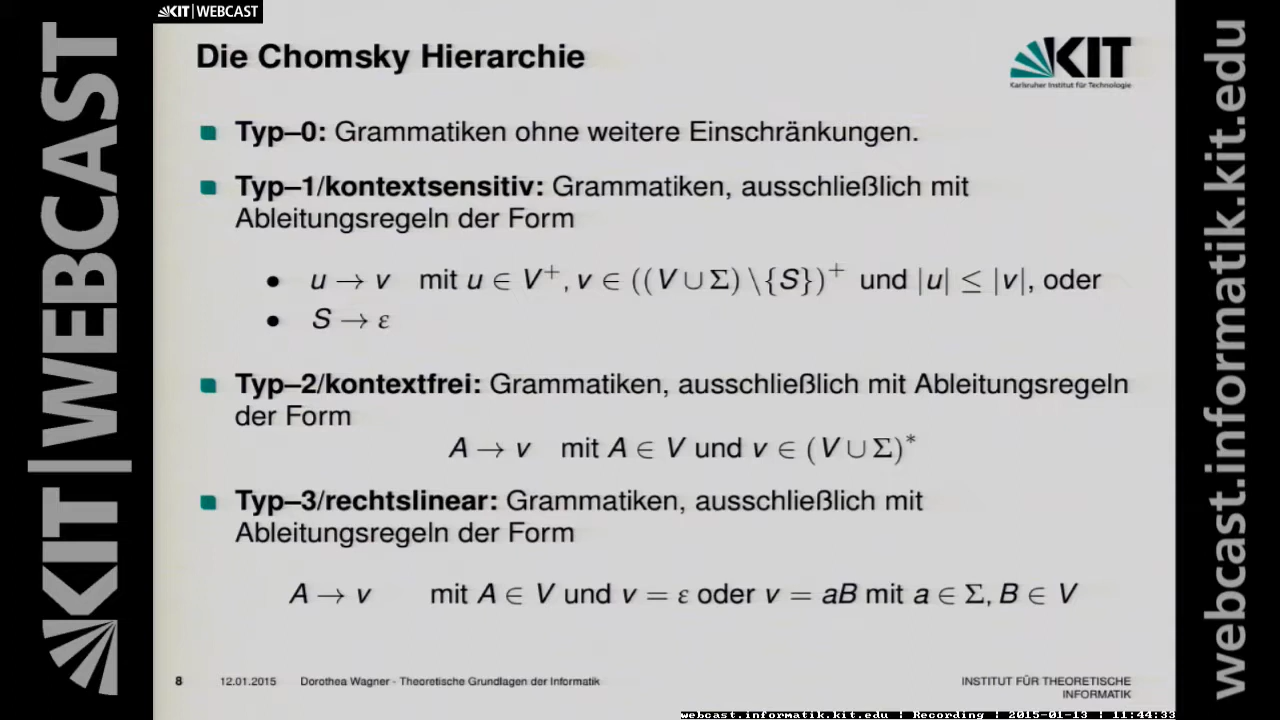 KIT | WEBCAST
KIT | WEBCAST
Die Chomsky Hierarchie
KIT
Karlsruher Institut für Technologie
Typ–0: Grammatiken ohne weitere Einschränkungen.
Typ–1/kontextsensitiv: Grammatiken, ausschließlich mit
Ableitungsregeln der Form
• u → v mit u ∈ V⁺, v ∈ ((V ∪ Σ) \{S})⁺ und |u| ≤ |v|, oder
• S → ε
Typ–2/kontextfrei: Grammatiken, ausschließlich mit Ableitungsregeln
der Form
A → v mit A ∈ V und v ∈ (V ∪ Σ)*
Typ–3/rechtslinear: Grammatiken, ausschließlich mit
Ableitungsregeln der Form
A → v mit A ∈ V und v = ε oder v = aB mit a ∈ Σ, B ∈ V
8 12.01.2015 Dorothea Wagner - Theoretische Grundlagen der Informatik
INSTITUT FÜR THEORETISCHE
INFORMATIK
webcast.informatik.kit.edu | Recording | 2015-01-13 | 11:44:33
webcast.informatik.kit.edu